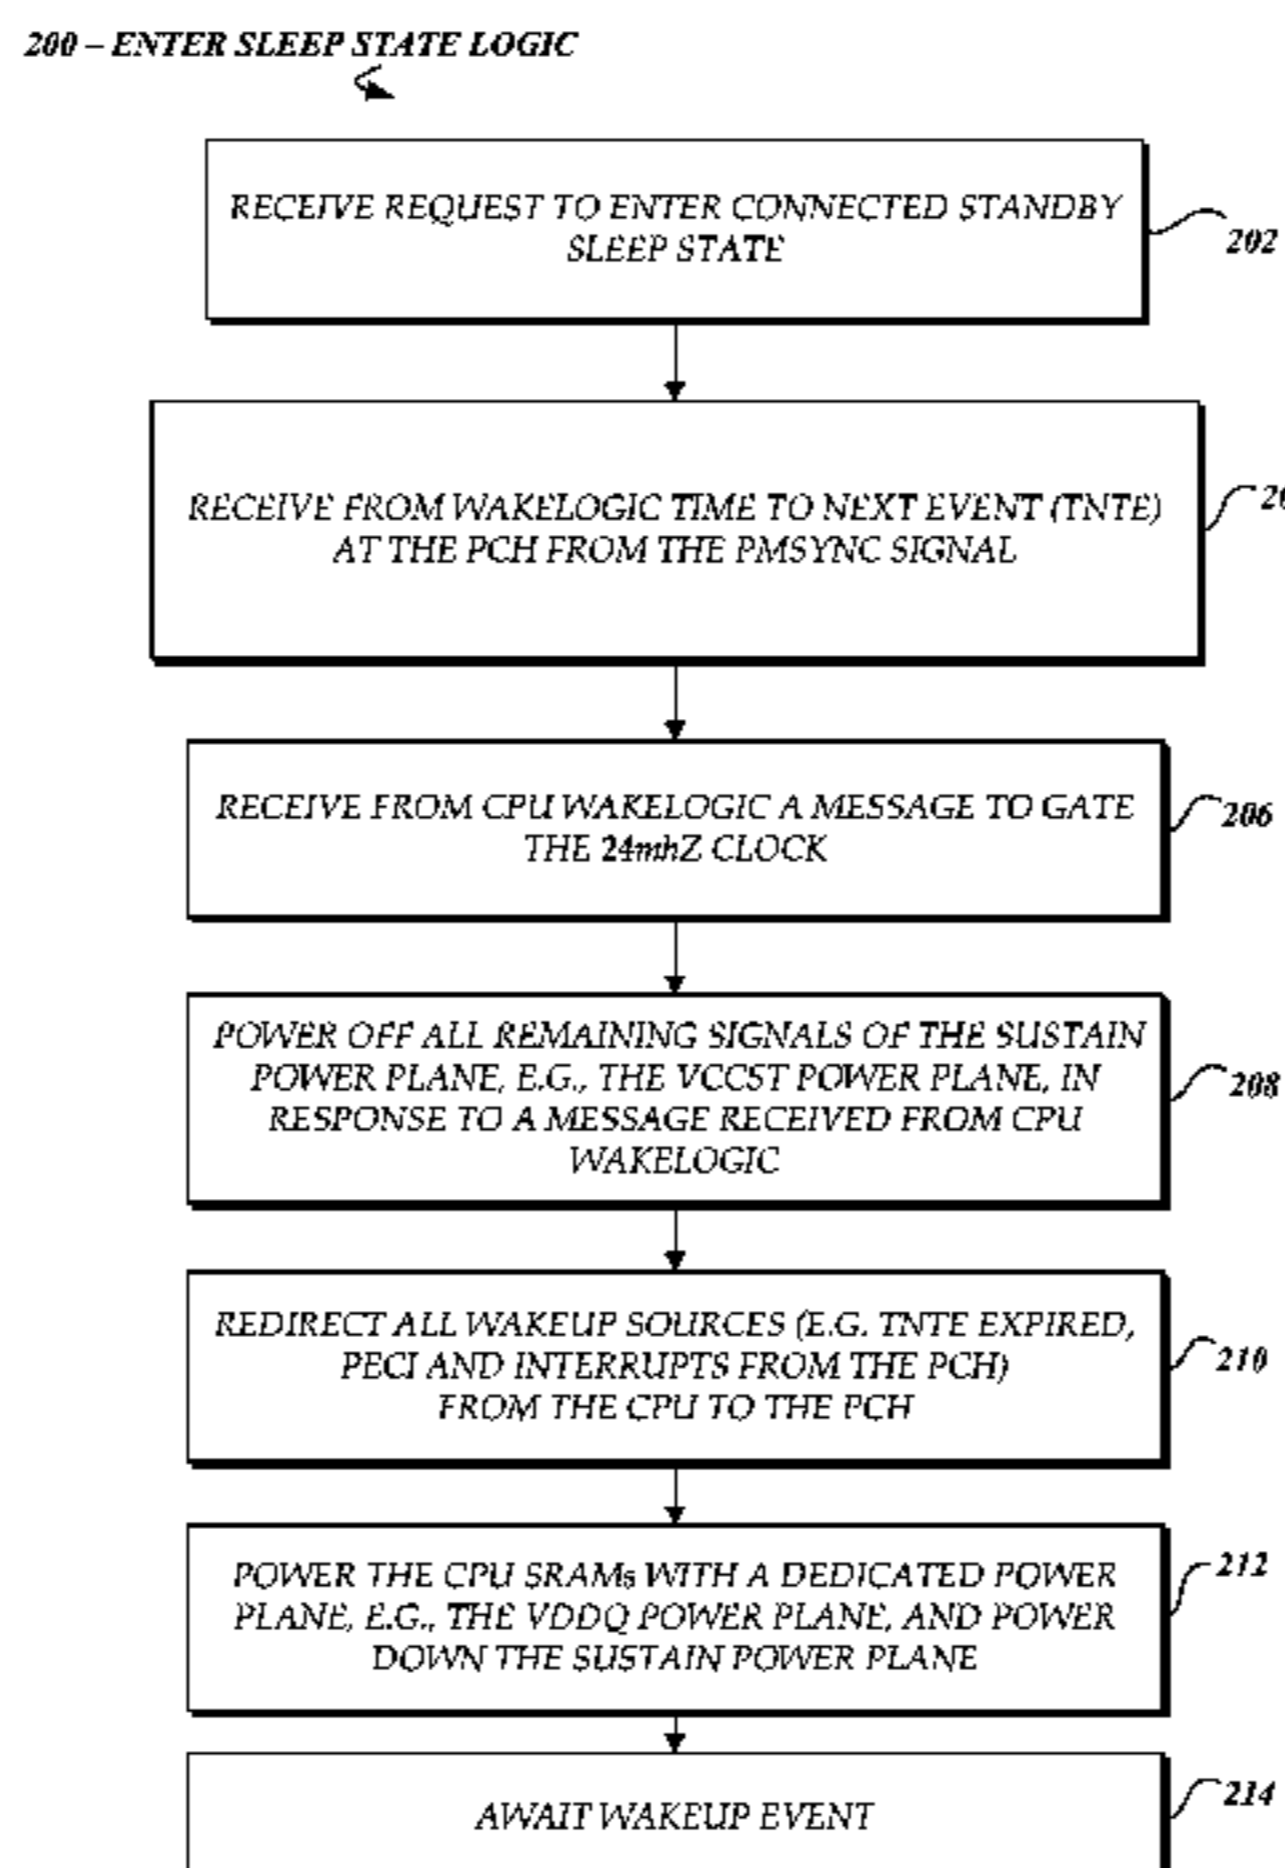 200 – ENTER SLEEP STATE LOGIC
RECEIVE REQUEST TO ENTER CONNECTED STANDBY
SLEEP STATE
202
RECEIVE FROM WAKELOGIC TIME TO NEXT EVENT (TNTE)
AT THE PCH FROM THE PMSYNC SIGNAL
RECEIVE FROM CPU WAKELOGIC A MESSAGE TO GATE
THE 24mhZ CLOCK
206
POWER OFF ALL REMAINING SIGNALS OF THE SUSTAIN
POWER PLANE, E.G., THE VCCST POWER PLANE, IN
RESPONSE TO A MESSAGE RECEIVED FROM CPU
WAKELOGIC
208
REDIRECT ALL WAKEUP SOURCES (E.G. TNTE EXPIRED,
PECI AND INTERRUPTS FROM THE PCH)
FROM THE CPU TO THE PCH
210
POWER THE CPU SRAMs WITH A DEDICATED POWER
PLANE, E.G., THE VDDQ POWER PLANE, AND POWER
DOWN THE SUSTAIN POWER PLANE
212
AWAIT WAKEUP EVENT
214